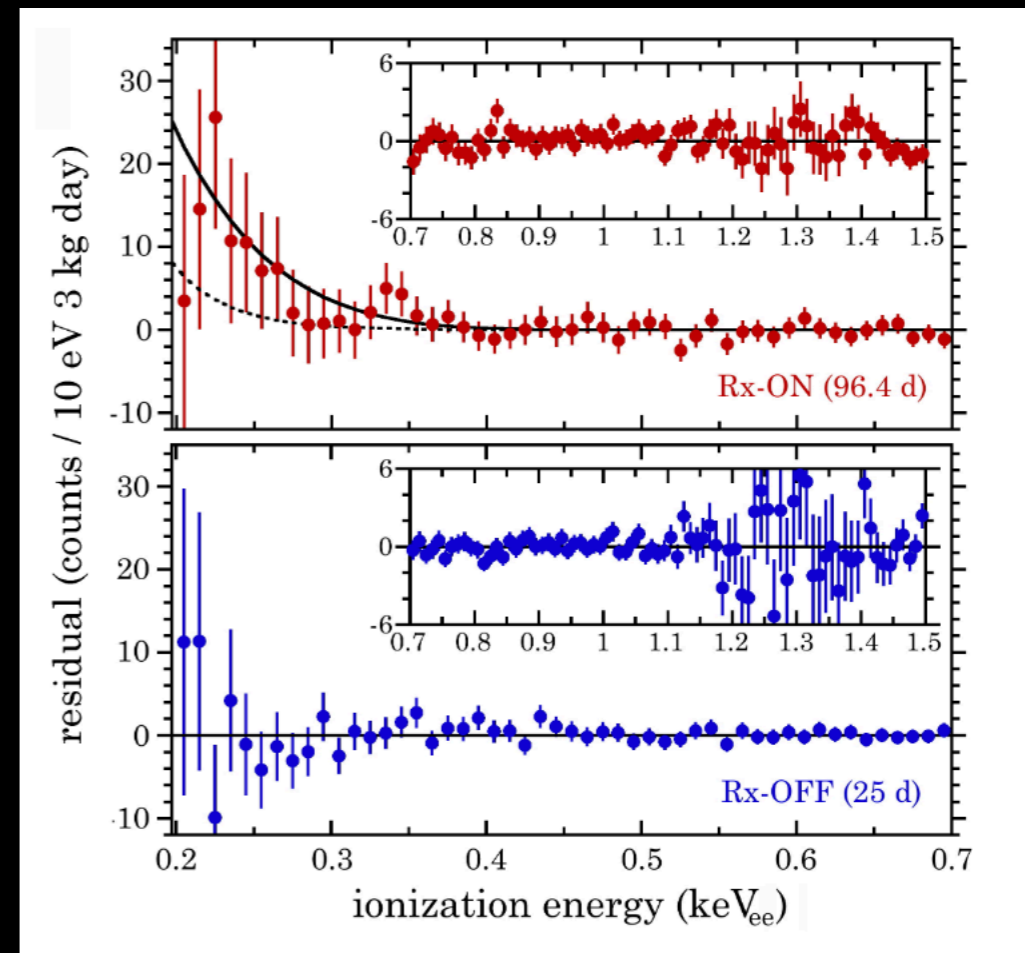 residual (counts / 10 eV 3 kg day)
30
20
10
0
-10
6
0
-6
0.7 0.8 0.9 1 1.1 1.2 1.3 1.4 1.5
Rx-ON (96.4 d)
30
20
10
0
10
6
0
-6
0.7 0.8 0.9 1 1.1 1.2 1.3 1.4 1.5
Rx-OFF (25 d)
0.2 0.3 0.4 0.5 0.6 0.7
ionization energy (keVee)